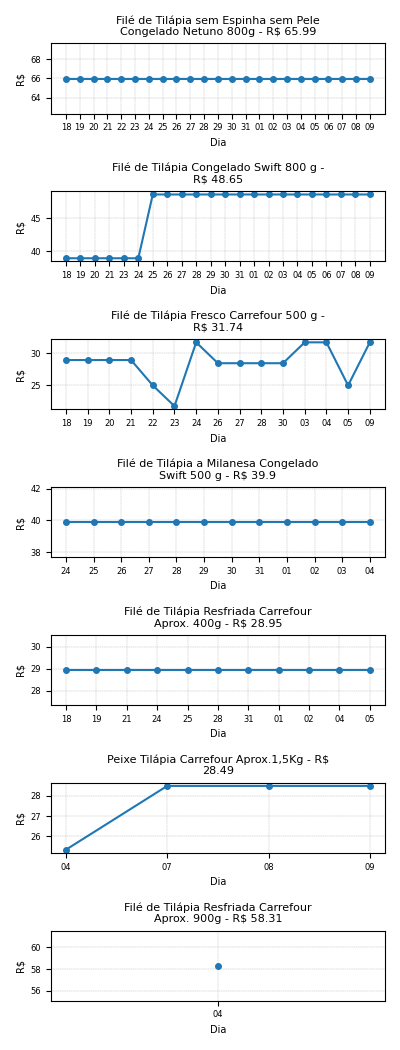 Filé de Tilápia sem Espinha sem Pele
Congelado Netuno 800g - R$ 65.99
68
66
64
R$
18 19 20 21 22 23 24 25 26 27 28 29 30 31 01 02 03 04 05 06 07 08 09
Dia
Filé de Tilápia Congelado Swift 800 g -
R$ 48.65
45
40
R$
18 19 20 21 23 24 25 26 27 28 29 30 31 01 02 03 04 05 06 07 08 09
Dia
Filé de Tilápia Fresco Carrefour 500 g -
R$ 31.74
30
25
R$
18 19 20 21 22 23 24 26 27 28 30 03 04 05 09
Dia
Filé de Tilápia a Milanesa Congelado
Swift 500 g - R$ 39.9
42
40
38
R$
24 25 26 27 28 29 30 31 01 02 03 04
Dia
Filé de Tilápia Resfriada Carrefour
Aprox. 400g - R$ 28.95
30
29
28
R$
18 19 21 24 25 28 31 01 02 04 05
Dia
Peixe Tilápia Carrefour Aprox.1,5Kg - R$
28.49
28
27
26
R$
04 07 08 09
Dia
Filé de Tilápia Resfriada Carrefour
Aprox. 900g - R$ 58.31
60
58
56
R$
04
Dia